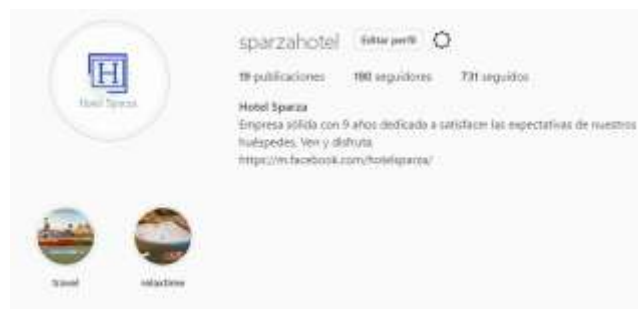 sparzahotel Editar perfil
19 publicaciones 190 seguidores 731 seguidos
Hotel Sparza
Empresa sólida con 9 años dedicada a satisfacer las expectativas de nuestros
huéspedes. Ven y disfruta
https://m.facebook.com/hotelsparza/
H
Hotel Sparza
travel relaxtime